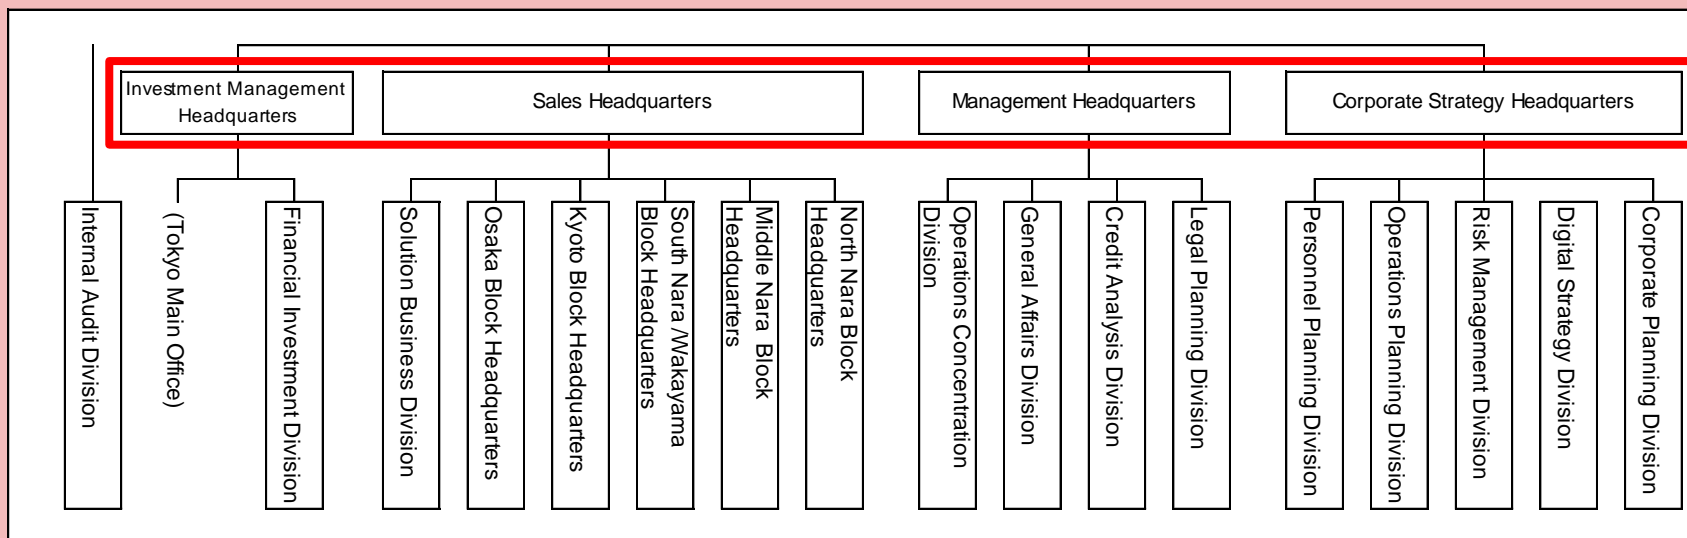 Investment Management
Headquarters
Sales Headquarters
Management Headquarters
Corporate Strategy Headquarters
Internal Audit Division
(Tokyo Main Office)
Financial Investment Division
Solution Business Division
Osaka Block Headquarters
Kyoto Block Headquarters
South Nara /Wakayama
Block Headquarters
Middle Nara Block
Headquarters
North Nara Block
Headquarters
Operations Concentration
Division
General Affairs Division
Credit Analysis Division
Legal Planning Division
Personnel Planning Division
Operations Planning Division
Risk Management Division
Digital Strategy Division
Corporate Planning Division